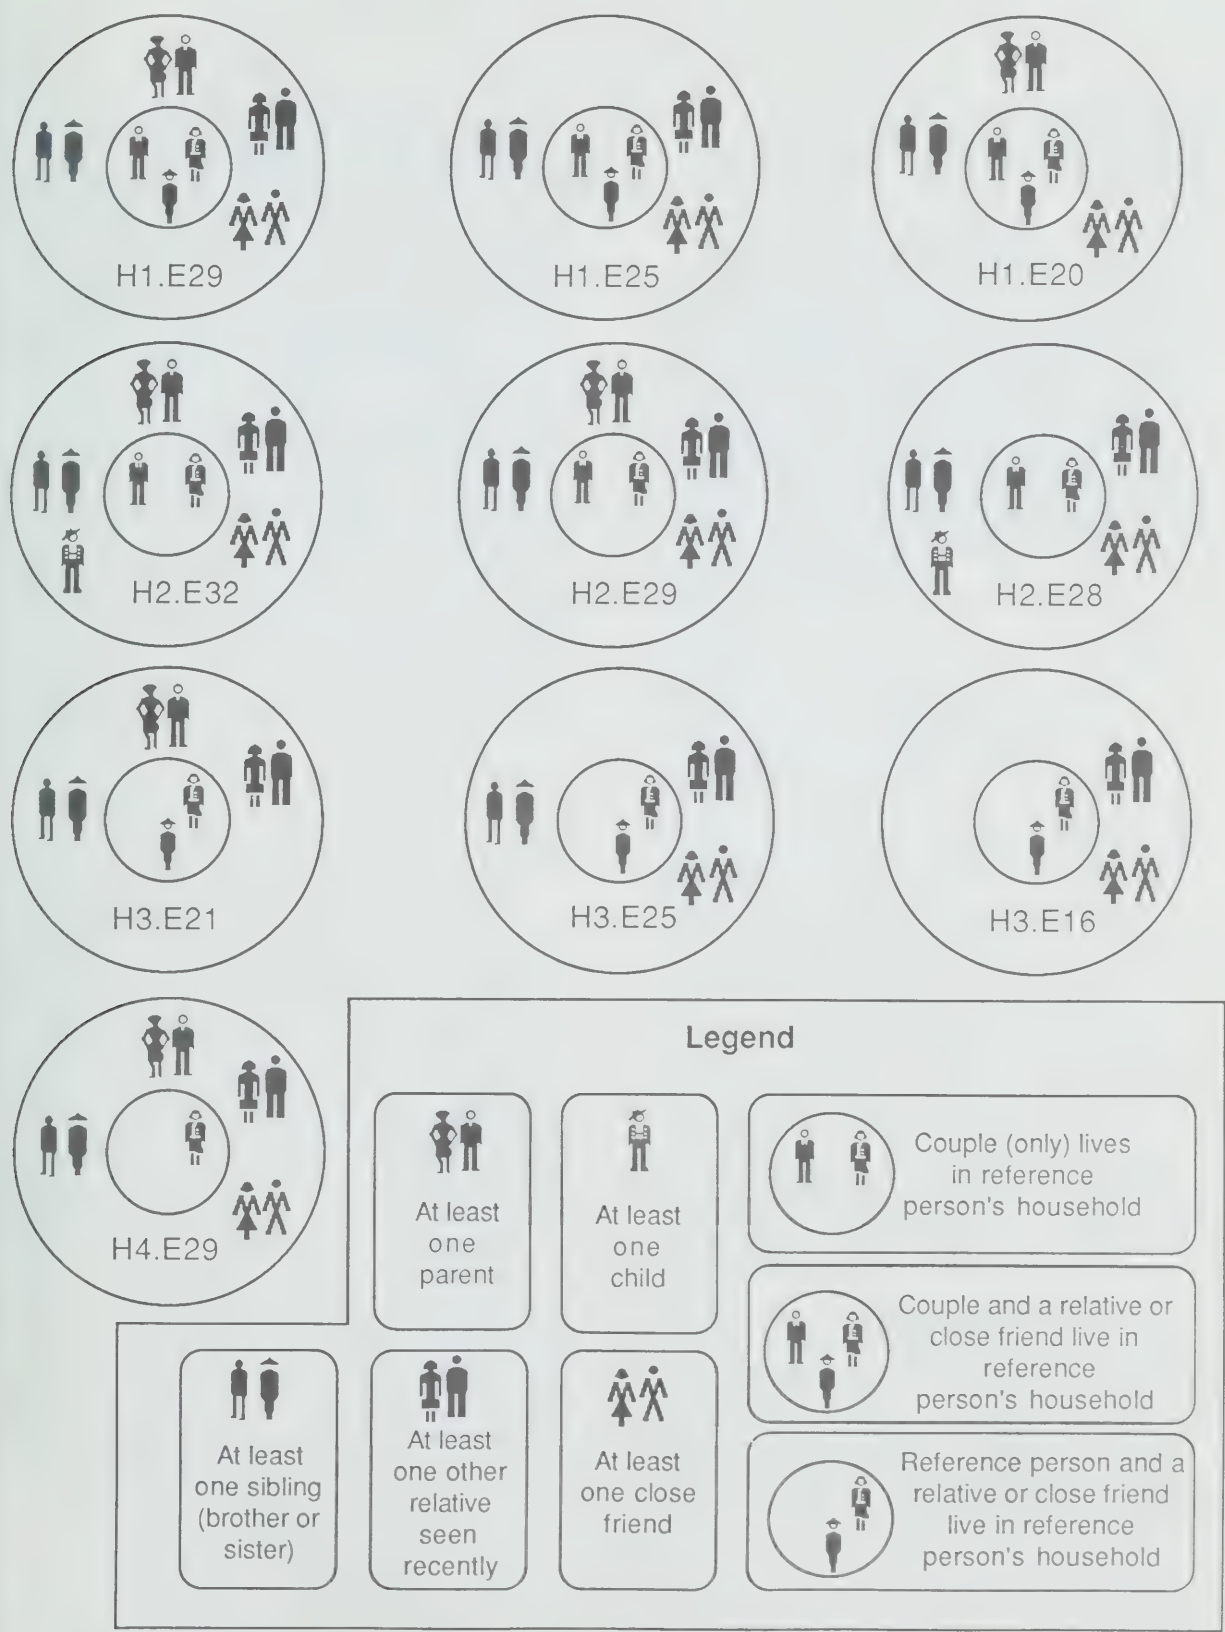 H1.E29
H1.E25
H1.E20
H2.E32
H2.E29
H2.E28
H3.E21
H3.E25
H3.E16
H4.E29
Legend
At least
one
parent
At least
one
child
Couple (only) lives
in reference
person's household
Couple and a relative or
close friend live in
reference
person's household
At least
one sibling
(brother or
sister)
At least
one other
relative
seen
recently
At least
one close
friend
Reference person and a
relative or close friend
live in reference
person's household